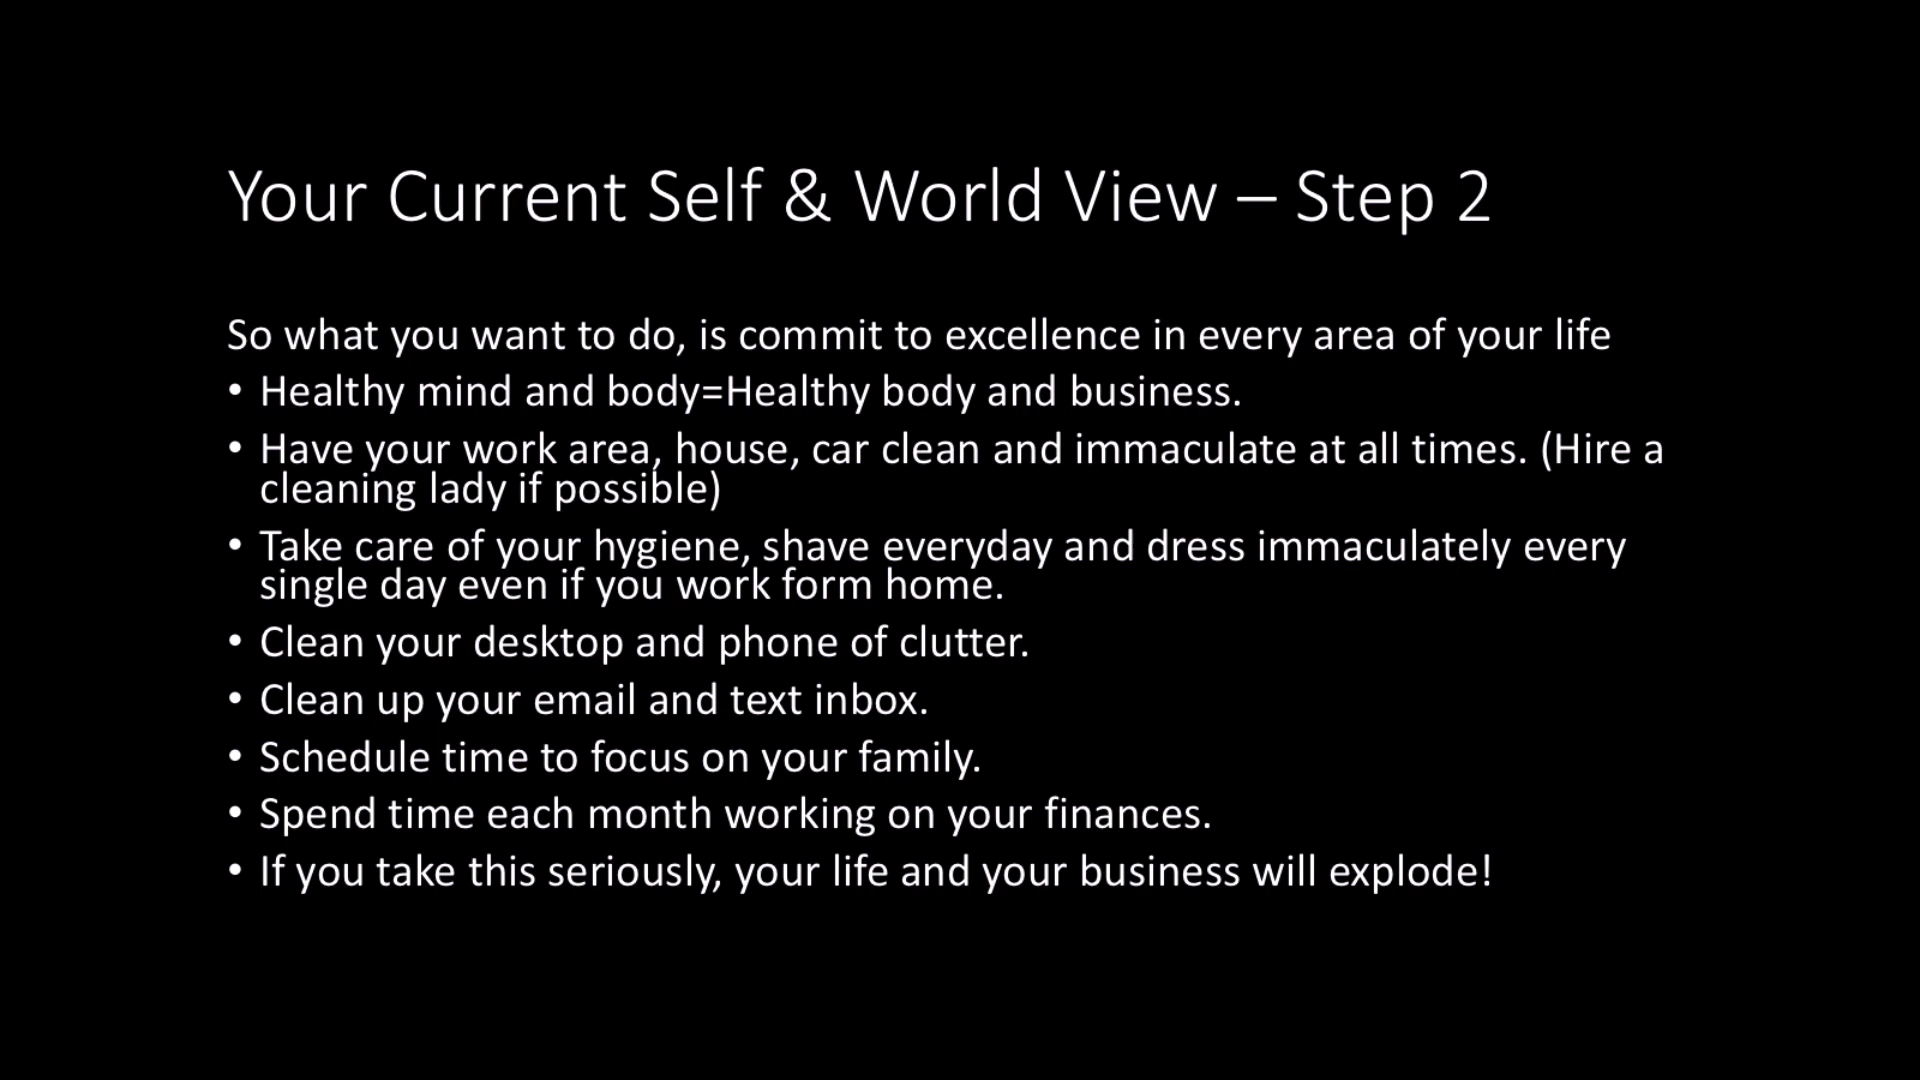 Your Current Self & World View – Step 2
So what you want to do, is commit to excellence in every area of your life
• Healthy mind and body=Healthy body and business.
• Have your work area, house, car clean and immaculate at all times. (Hire a
cleaning lady if possible)
• Take care of your hygiene, shave everyday and dress immaculately every
single day even if you work form home.
• Clean your desktop and phone of clutter.
• Clean up your email and text inbox.
• Schedule time to focus on your family.
• Spend time each month working on your finances.
• If you take this seriously, your life and your business will explode!